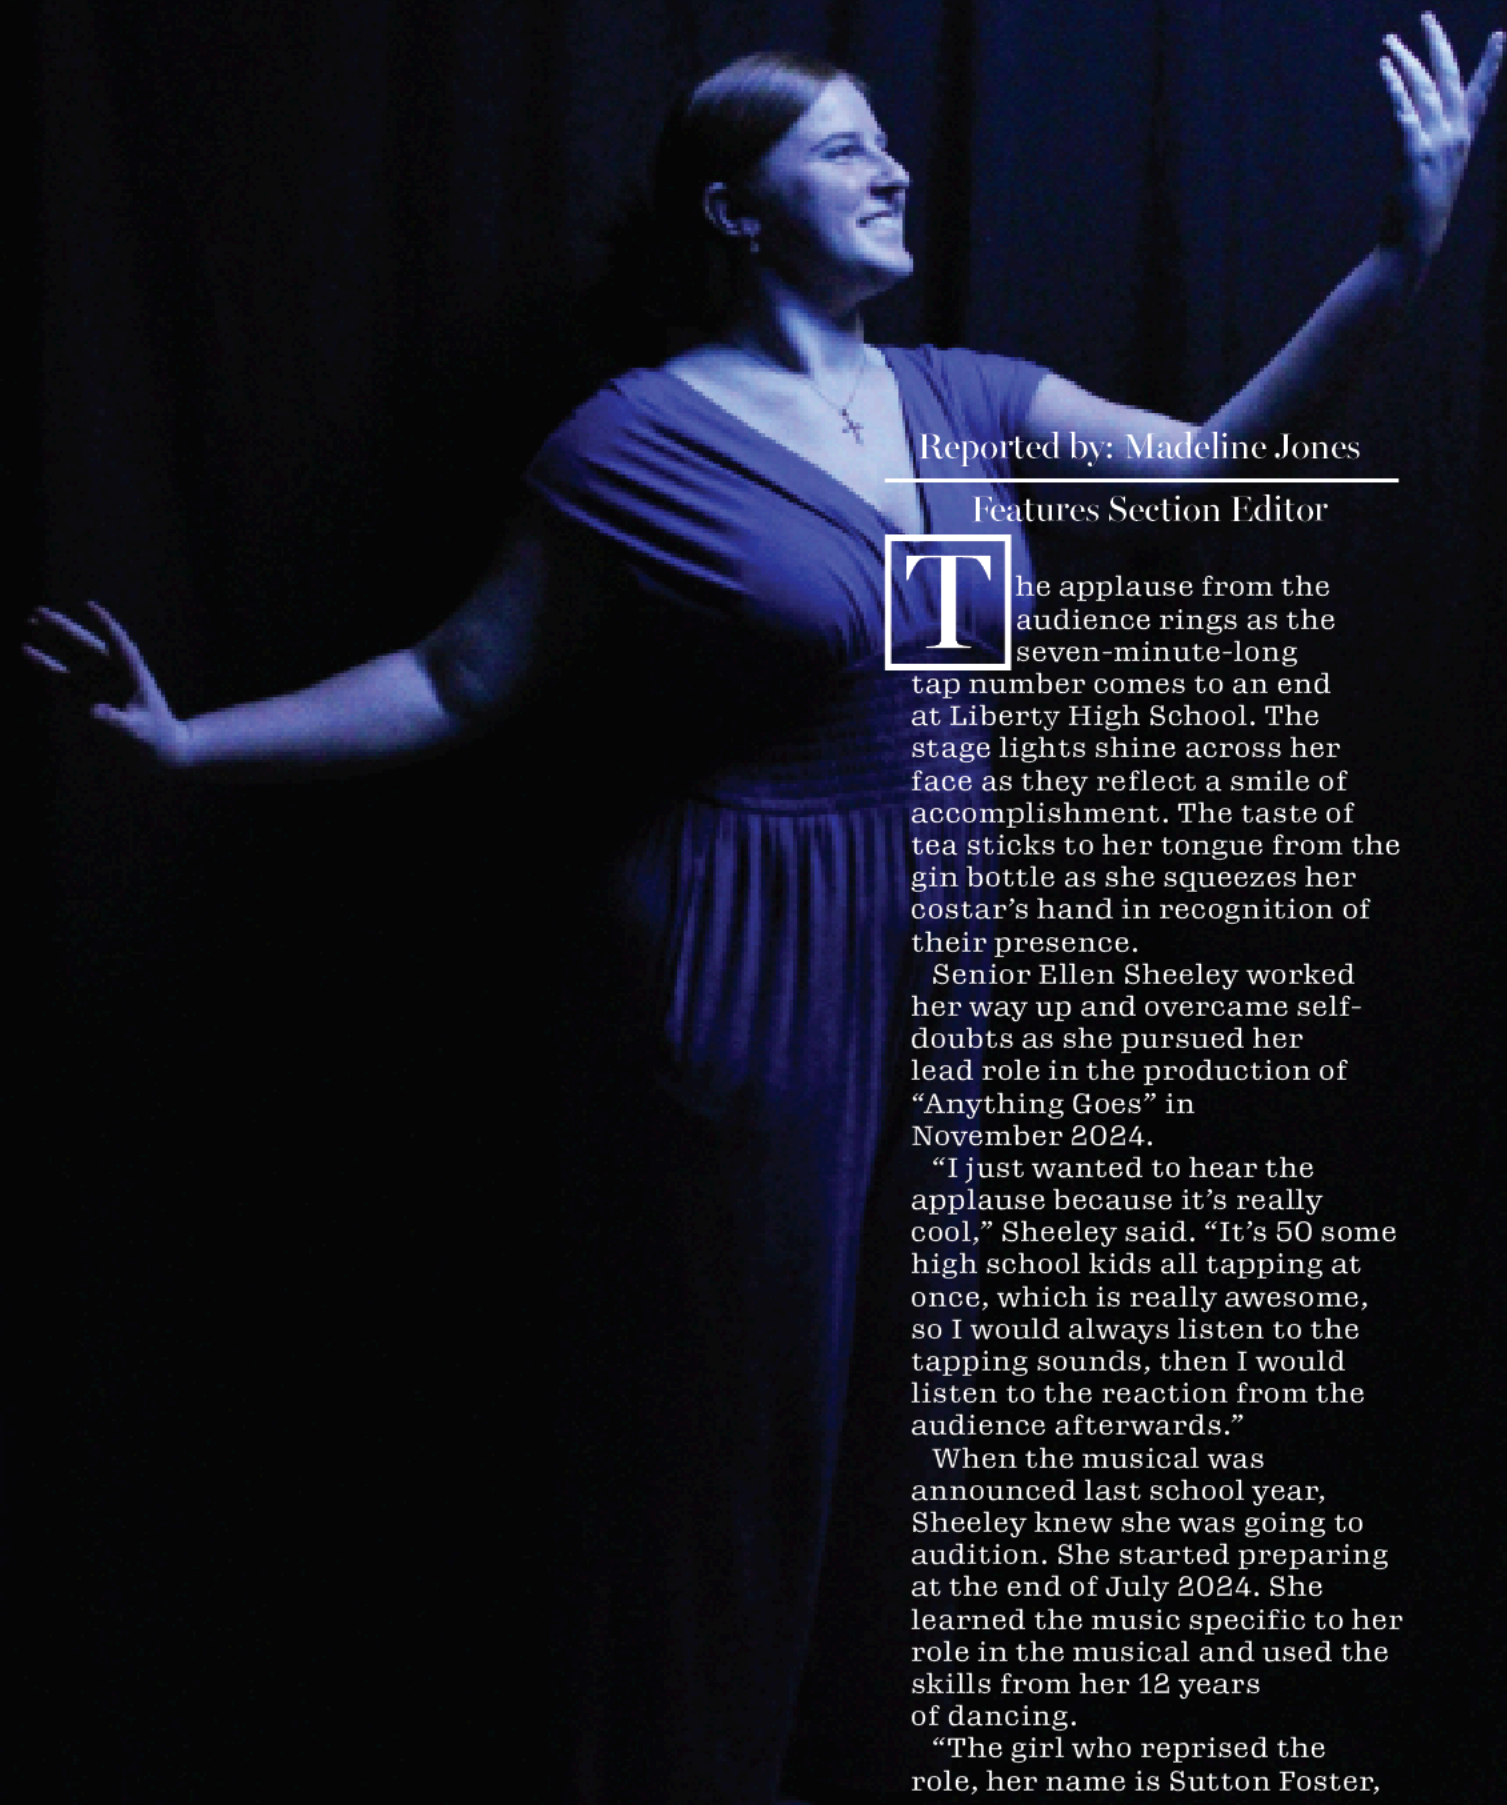 Reported by: Madeline Jones
Features Section Editor
The applause from the
audience rings as the
seven-minute-long
tap number comes to an end
at Liberty High School. The
stage lights shine across her
face as they reflect a smile of
accomplishment. The taste of
tea sticks to her tongue from the
gin bottle as she squeezes her
costar’s hand in recognition of
their presence.
Senior Ellen Sheeley worked
her way up and overcame self-
doubts as she pursued her
lead role in the production of
“Anything Goes” in
November 2024.
“I just wanted to hear the
applause because it’s really
cool,” Sheeley said. “It’s 50 some
high school kids all tapping at
once, which is really awesome,
so I would always listen to the
tapping sounds, then I would
listen to the reaction from the
audience afterwards.”
When the musical was
announced last school year,
Sheeley knew she was going to
audition. She started preparing
at the end of July 2024. She
learned the music specific to her
role in the musical and used the
skills from her 12 years
of dancing.
“The girl who reprised the
role, her name is Sutton Foster,